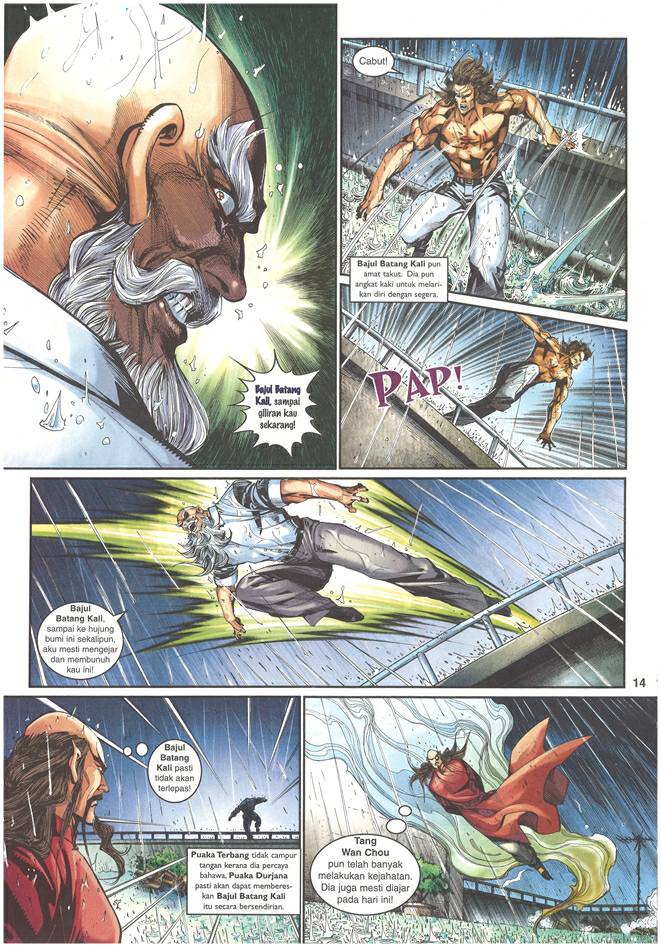 Bajul Batang
Kali, sampai
giliran kau
sekarang!
Cabut!
Bajul Batang Kali pun
amat takut. Dia pun
angkat kaki untuk melari-
kan diri dengan segera.
PAP!
Bajul
Batang Kali,
sampai ke hujung
bumi ini sekalipun,
aku mesti mengejar
dan membunuh
kau ini!
14
Bajul
Batang
Kali pasti
tidak akan
terlepas!
Puaka Terbang tidak campur
tangan kerana dia percaya
bahawa, Puaka Durjana
pasti akan dapat memberes-
kan Bajul Batang Kali
itu secara bersendirian.
Tang
Wan Chou
pun telah banyak
melakukan kejahatan.
Dia juga mesti diajar
pada hari ini!